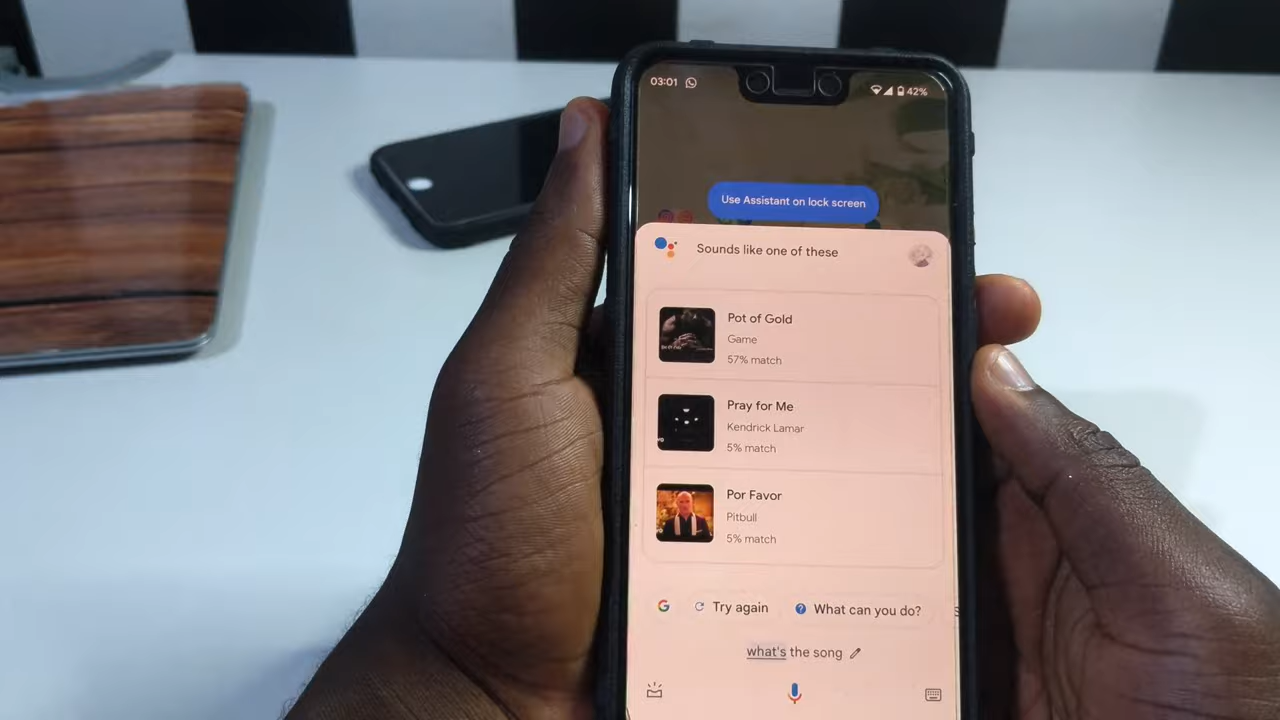 03:01
42%
Use Assistant on lock screen
Sounds like one of these
Pot of Gold
Game
57% match
Pray for Me
Kendrick Lamar
5% match
Por Favor
Pitbull
5% match
G
Try again
? What can you do?
what's the song